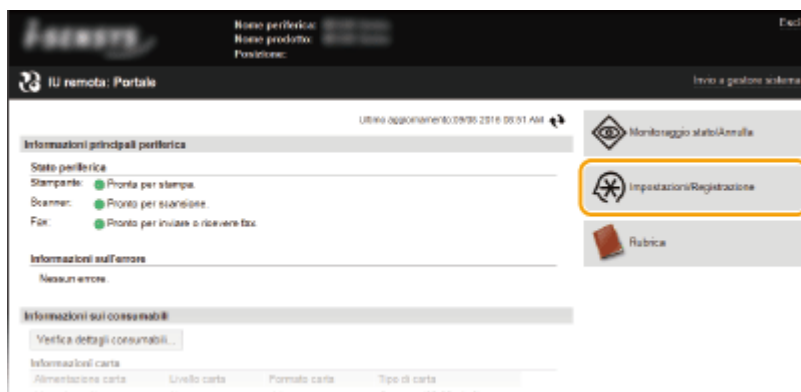 i-SENSYS
Nome periferica:
Nome prodotto:
Posizione:
IU remota: Portale
Invio a gestore sistema
Ultimo aggiornamento:09/08 2016 08:51 AM
Informazioni principali periferica
Stato periferica
Stampante: Pronta per stampa.
Scanner: Pronto per scansione.
Fax: Pronto per inviare o ricevere fax.
Informazioni sull'errore
Nessun errore.
Informazioni sui consumabili
Verifica dettagli consumabili...
Informazioni carta
Alimentazione carta Livello carta Formato carta Tipo di carta
Monitoraggio stato/Annulla
Impostazioni/Registrazione
Rubrica